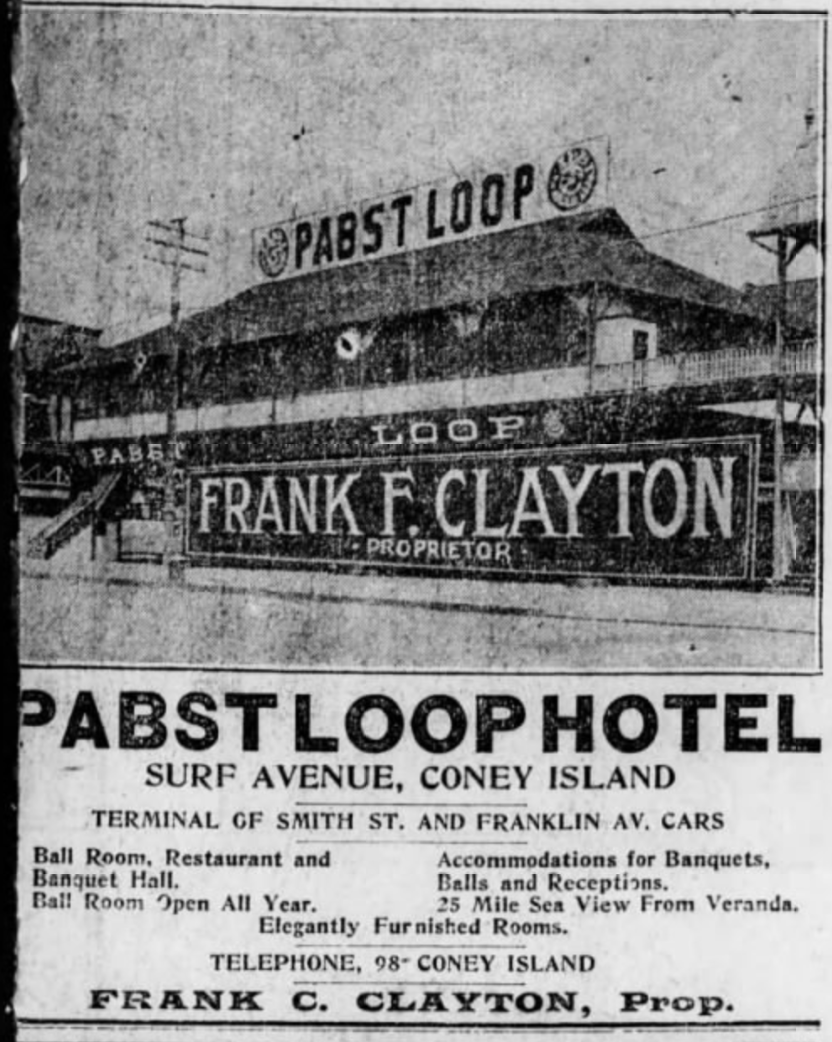 PABST LOOP
LOOP
PABST
FRANK F. CLAYTON
- PROPRIETOR -
PABST LOOP HOTEL
SURF AVENUE, CONEY ISLAND
TERMINAL OF SMITH ST. AND FRANKLIN AV. CARS
Ball Room, Restaurant and
Banquet Hall.
Ball Room Open All Year.
Accommodations for Banquets,
Balls and Receptions.
25 Mile Sea View From Veranda.
Elegantly Furnished Rooms.
TELEPHONE, 98- CONEY ISLAND
FRANK C. CLAYTON, Prop.